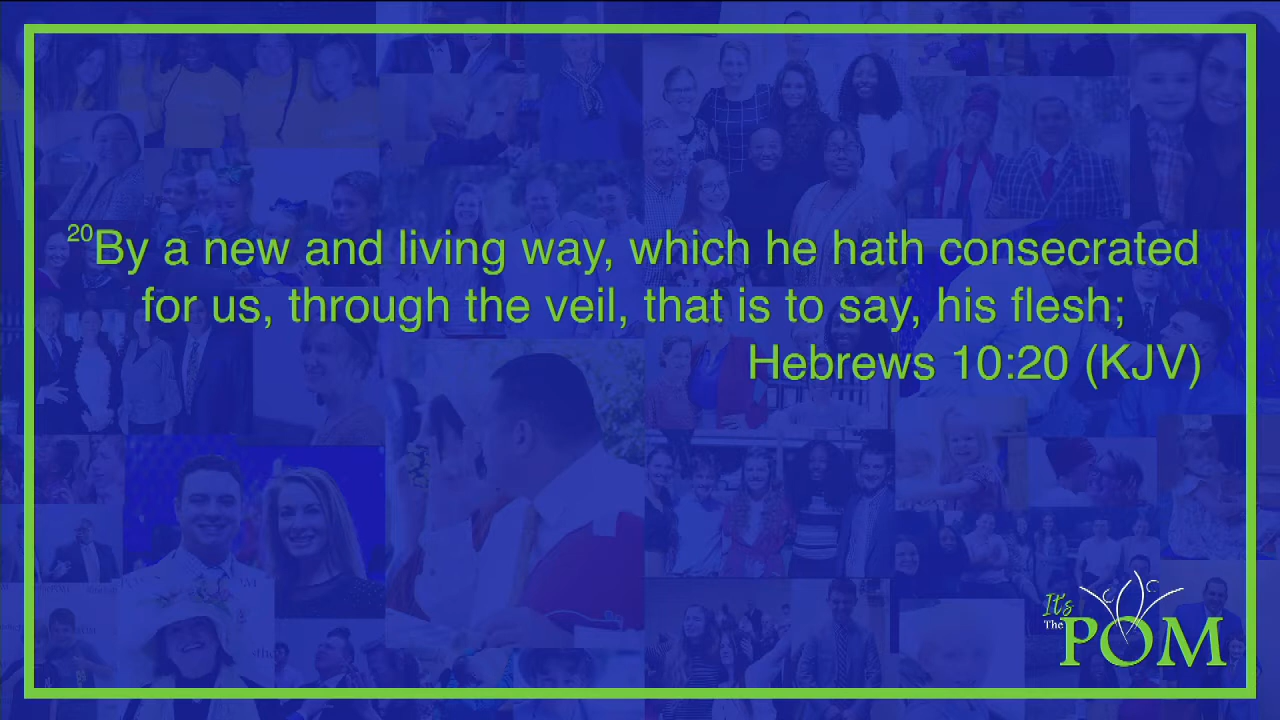 20By a new and living way, which he hath consecrated
for us, through the veil, that is to say, his flesh;
Hebrews 10:20 (KJV)
It's
The
POM